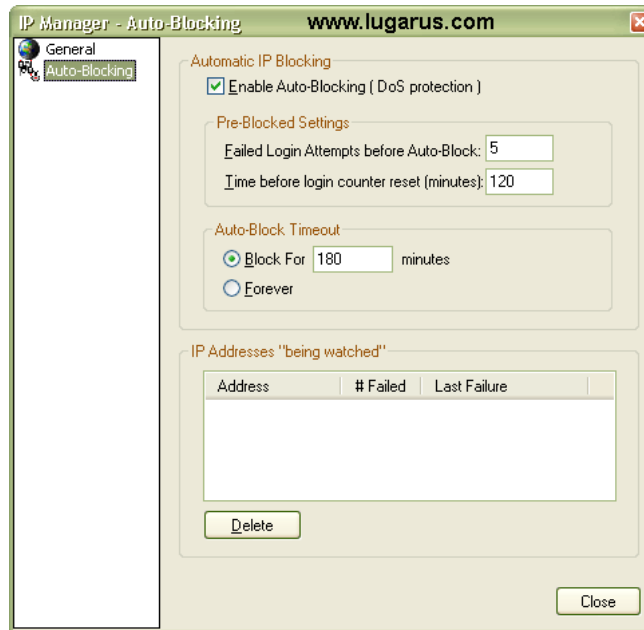 IP Manager - Auto-Blocking www.lugarus.com
General
Auto-Blocking
Automatic IP Blocking
Enable Auto-Blocking ( DoS protection )
Pre-Blocked Settings
Failed Login Attempts before Auto-Block: 5
Time before login counter reset (minutes): 120
Auto-Block Timeout
Block For 180 minutes
Forever
IP Addresses "being watched"
Address # Failed Last Failure
Delete
Close